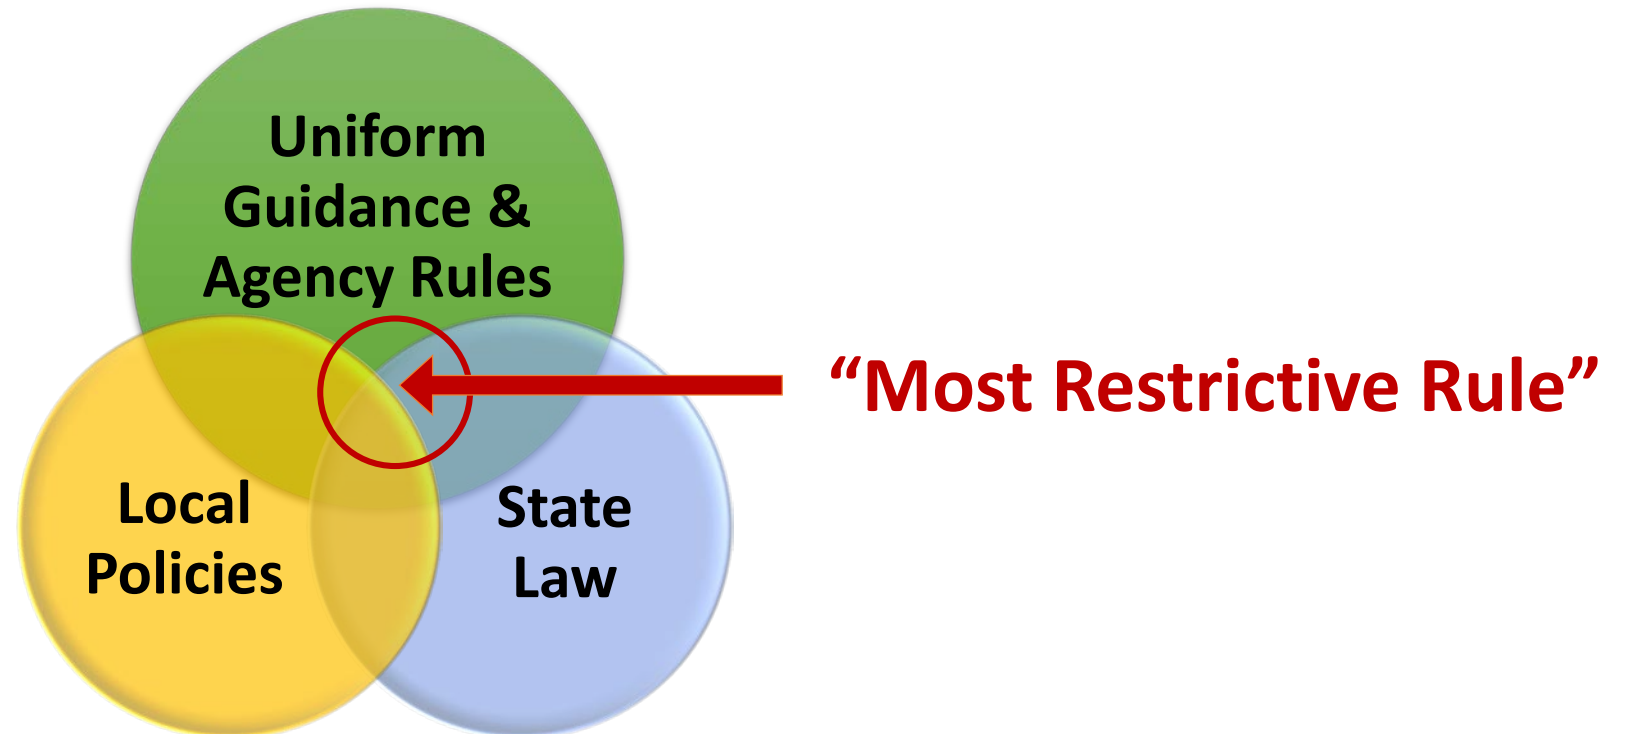 Uniform
Guidance &
Agency Rules
“Most Restrictive Rule”
Local
Policies
State
Law